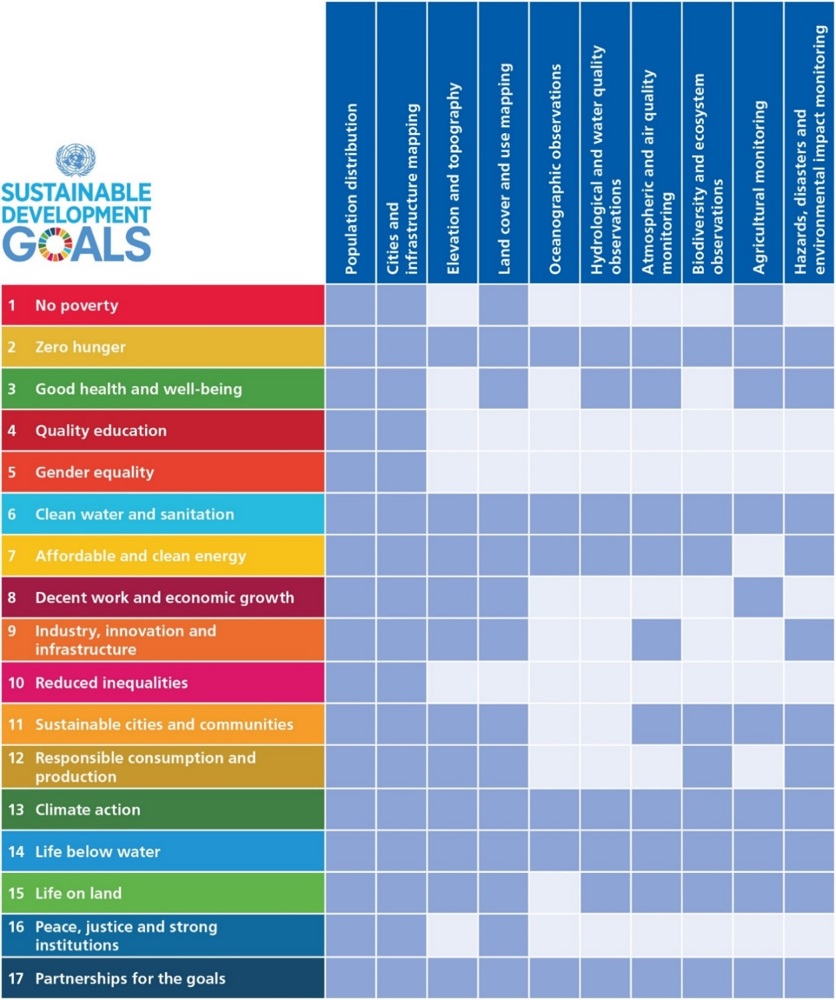 SUSTAINABLE
DEVELOPMENT
GOALS
Population distribution
Cities and
infrastructure mapping
Elevation and topography
Land cover and use mapping
Oceanographic observations
Hydrological and water quality
observations
Atmospheric and air quality
monitoring
Biodiversity and ecosystem
observations
Agricultural monitoring
Hazards, disasters and
environmental impact monitoring
1 No poverty
2 Zero hunger
3 Good health and well-being
4 Quality education
5 Gender equality
6 Clean water and sanitation
7 Affordable and clean energy
8 Decent work and economic growth
9 Industry, innovation and
infrastructure
10 Reduced inequalities
11 Sustainable cities and communities
12 Responsible consumption and
production
13 Climate action
14 Life below water
15 Life on land
16 Peace, justice and strong
institutions
17 Partnerships for the goals